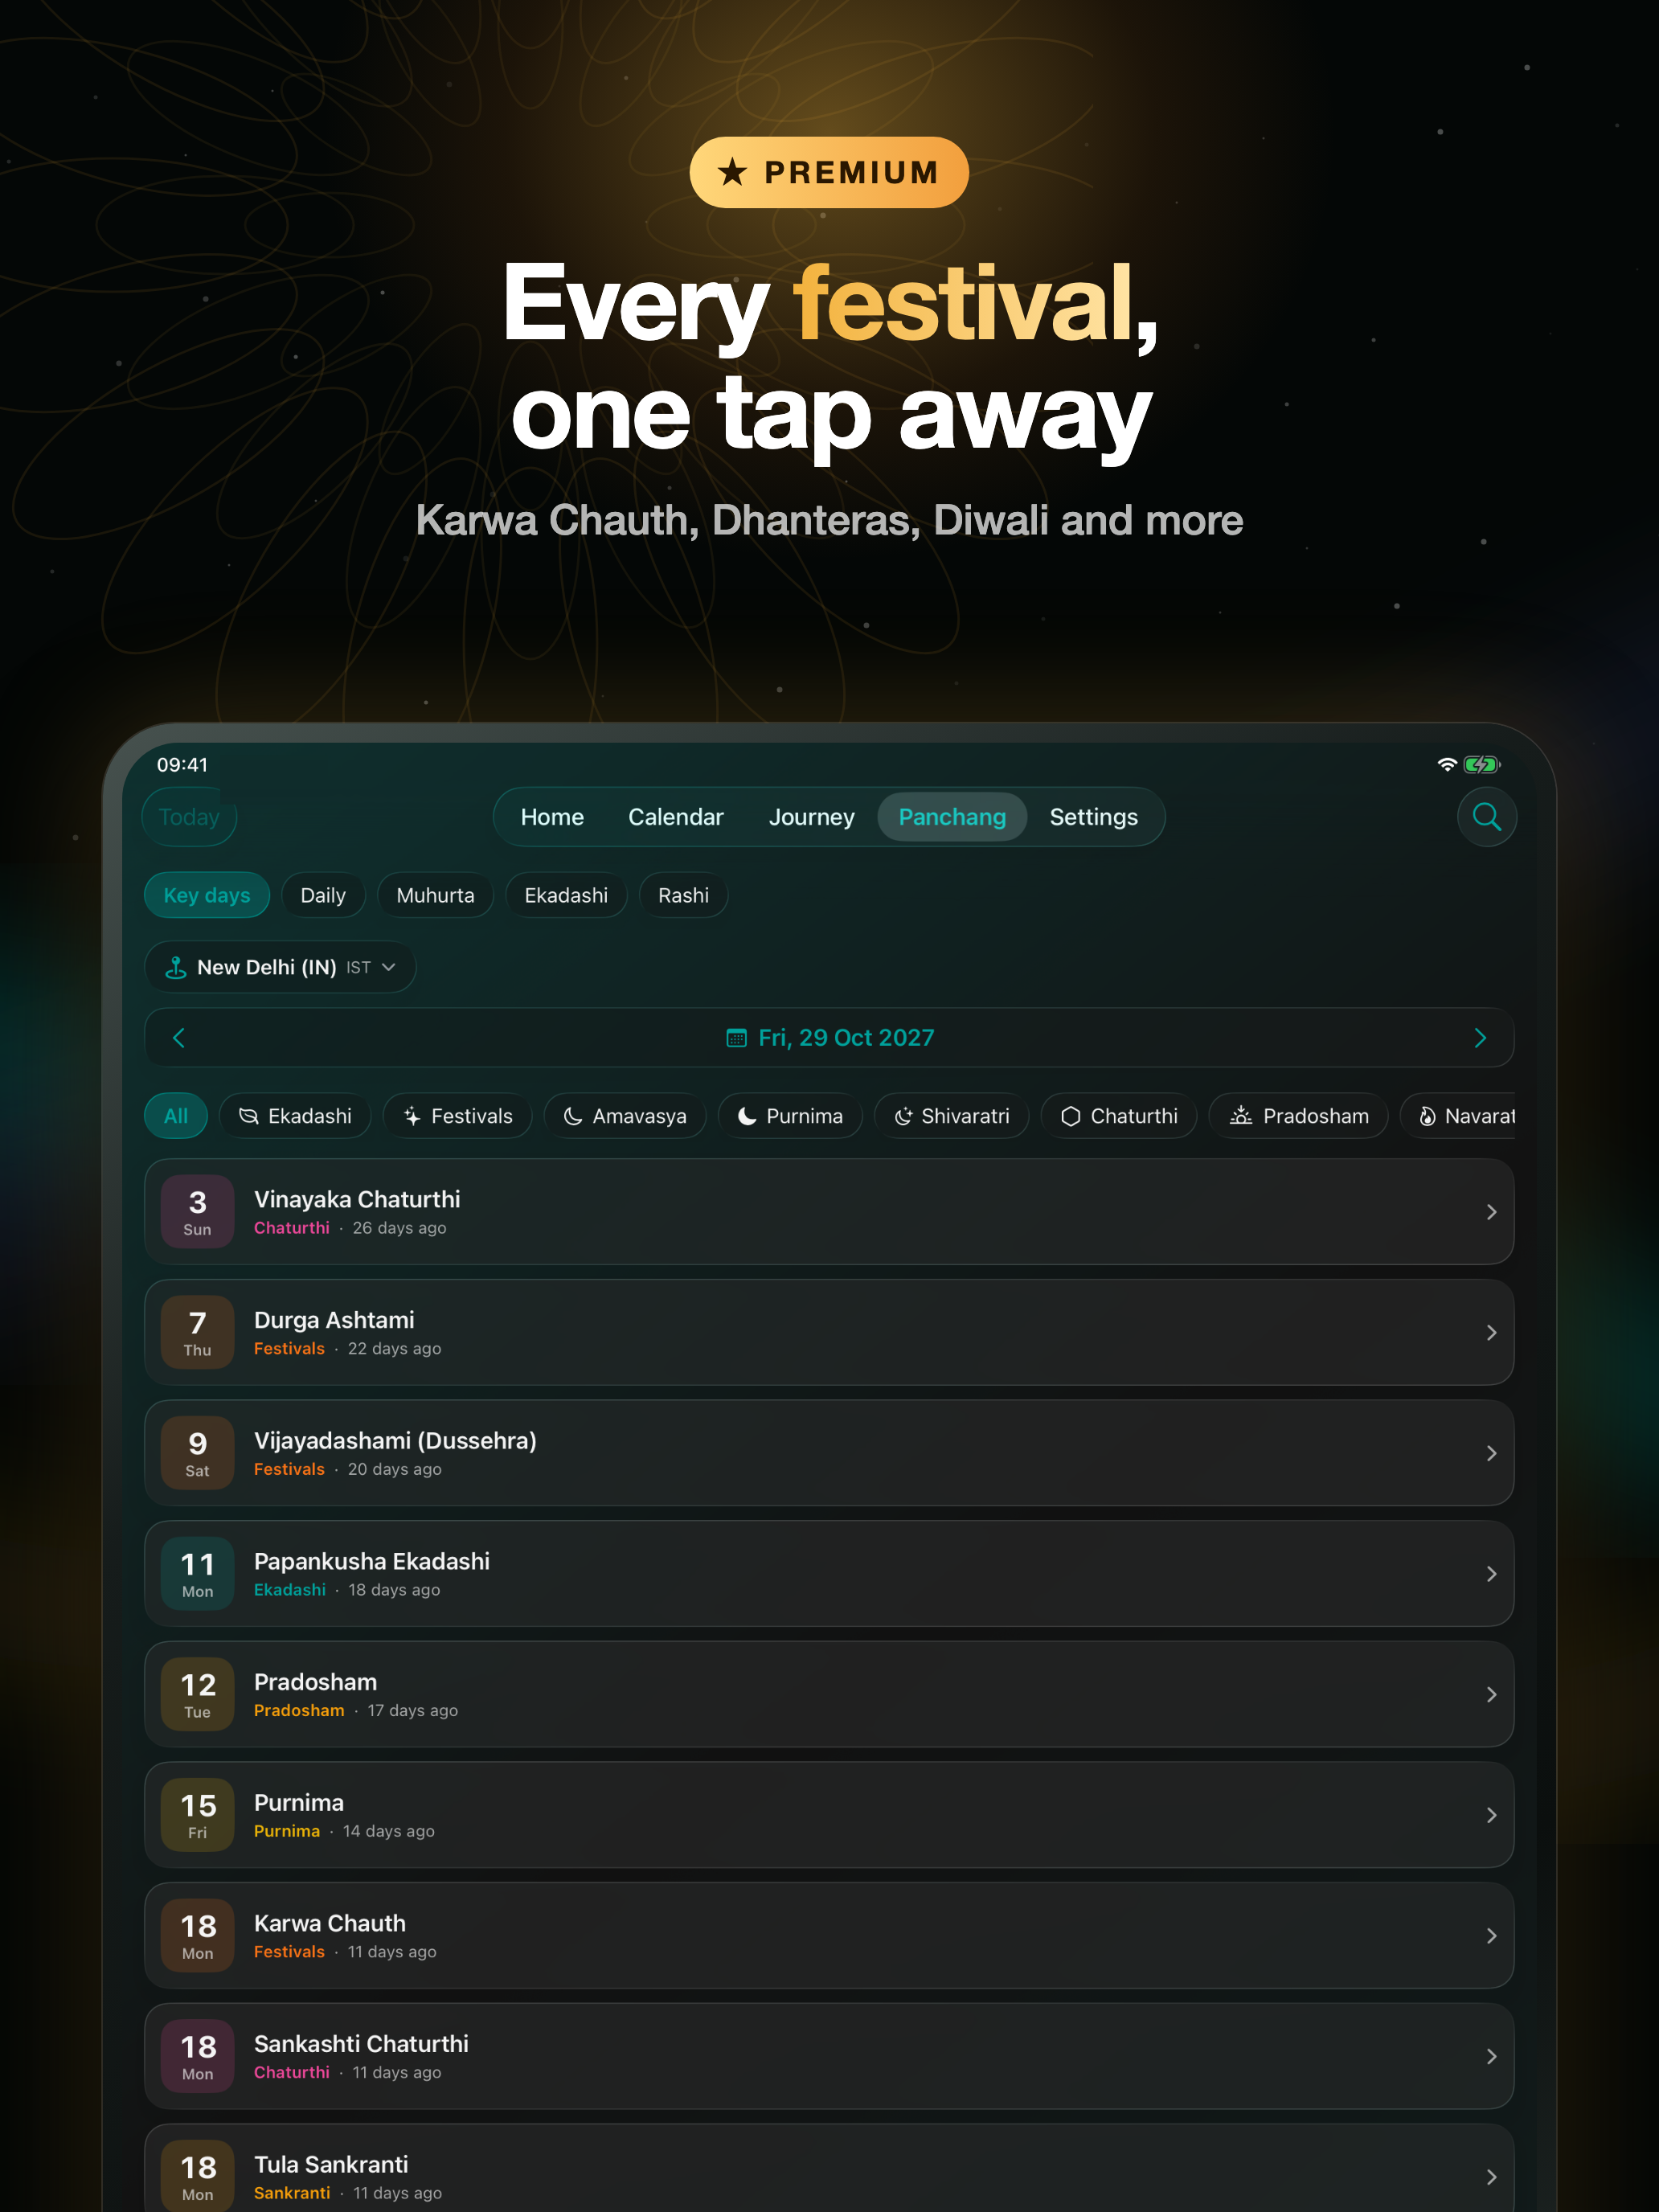 ★ PREMIUM
Every festival,
one tap away
Karwa Chauth, Dhanteras, Diwali and more
09:41
Today
Home Calendar Journey Panchang Settings
Key days Daily Muhurta Ekadashi Rashi
New Delhi (IN) IST
Fri, 29 Oct 2027
All Ekadashi Festivals Amavasya Purnima Shivaratri Chaturthi Pradosham Navarat
3 Vinayaka Chaturthi
Sun Chaturthi · 26 days ago
7 Durga Ashtami
Thu Festivals · 22 days ago
9 Vijayadashami (Dussehra)
Sat Festivals · 20 days ago
11 Papankusha Ekadashi
Mon Ekadashi · 18 days ago
12 Pradosham
Tue Pradosham · 17 days ago
15 Purnima
Fri Purnima · 14 days ago
18 Karwa Chauth
Mon Festivals · 11 days ago
18 Sankashti Chaturthi
Mon Chaturthi · 11 days ago
18 Tula Sankranti
Mon Sankranti · 11 days ago